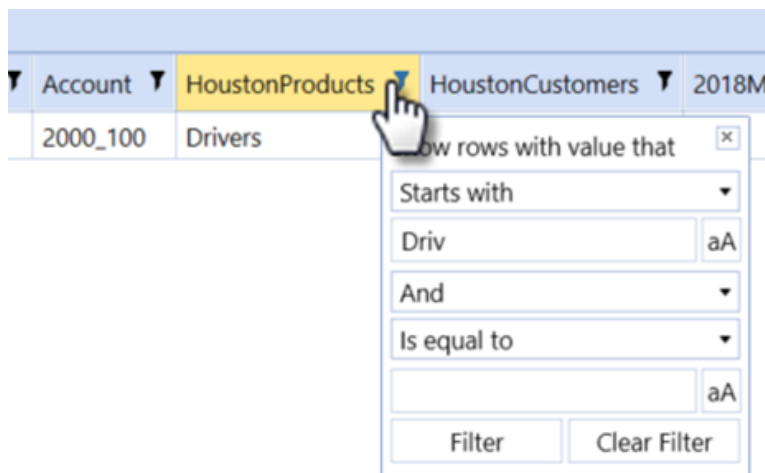 Account HoustonProducts HoustonCustomers 2018M
2000_100 Drivers
rows with value that
Starts with
Driv aA
And
Is equal to
aA
Filter Clear Filter